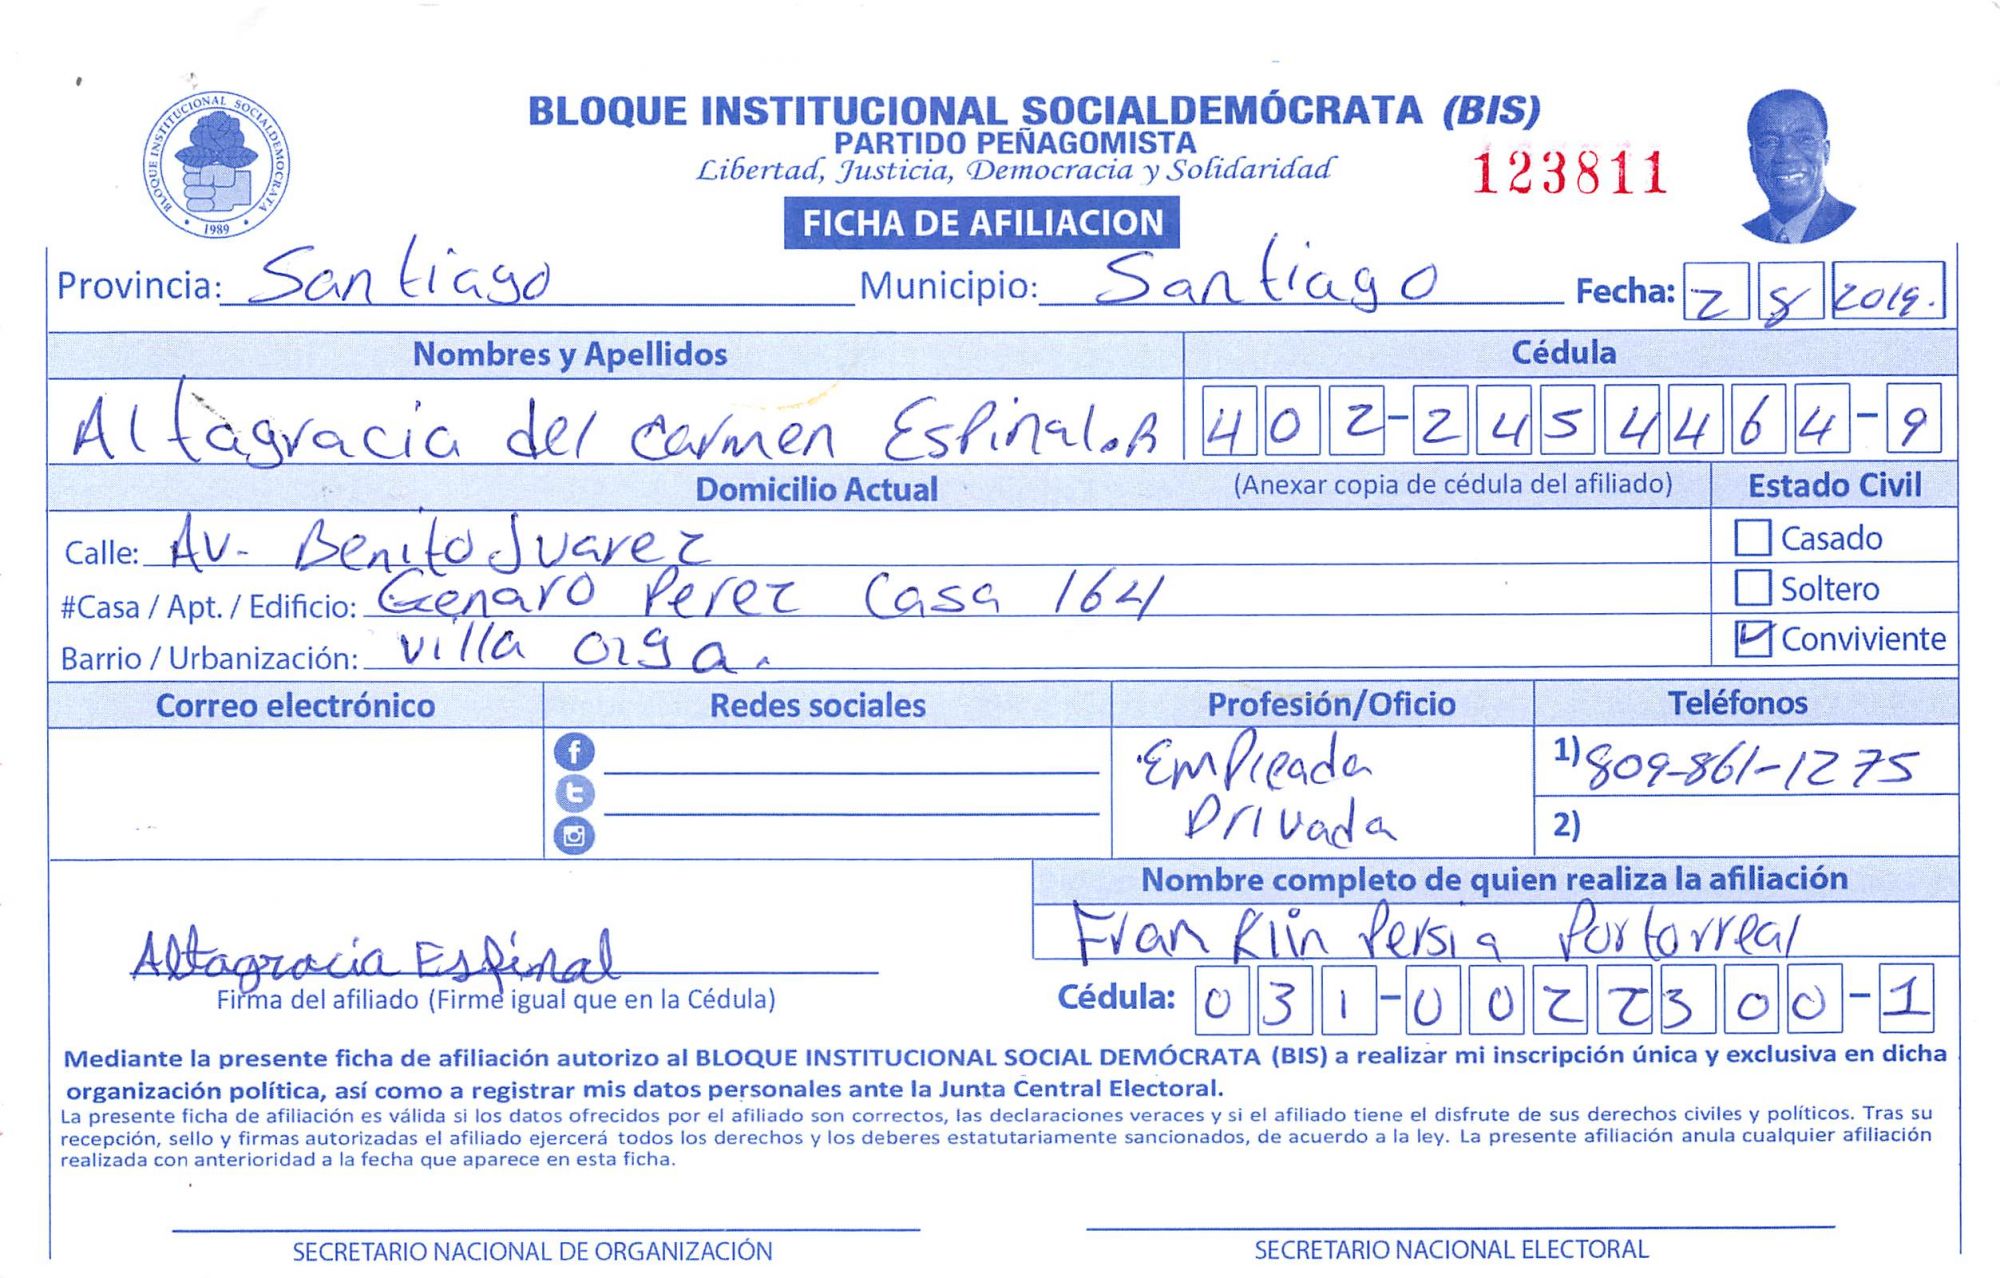 BLOQUE INSTITUCIONAL SOCIALDEMOCRATA
1989
BLOQUE INSTITUCIONAL SOCIALDEMÓCRATA (BIS)
PARTIDO PEÑAGOMISTA
Libertad, Justicia, Democracia y Solidaridad
123811
FICHA DE AFILIACION
Provincia: Santiago Municipio: Santiago Fecha: 2 8 2019.
Nombres y Apellidos Cédula
Altagracia del carmen Espinal.R 402-2454464-9
Domicilio Actual (Anexar copia de cédula del afiliado) Estado Civil
Calle: Av. Benito Juarez Casado
#Casa / Apt. / Edificio: Genaro Perez Casa 164 Soltero
Barrio / Urbanización: villa olga. Conviviente
Correo electrónico Redes sociales Profesión/Oficio Teléfonos
Empleada 1) 809-861-1275
Privada 2)
Nombre completo de quien realiza la afiliación
Franklin Persia Portorreal
Altagracia Espinal
Firma del afiliado (Firme igual que en la Cédula) Cédula: 031-0022300-1
Mediante la presente ficha de afiliación autorizo al BLOQUE INSTITUCIONAL SOCIAL DEMÓCRATA (BIS) a realizar mi inscripción única y exclusiva en dicha
organización política, así como a registrar mis datos personales ante la Junta Central Electoral.
La presente ficha de afiliación es válida si los datos ofrecidos por el afiliado son correctos, las declaraciones veraces y si el afiliado tiene el disfrute de sus derechos civiles y políticos. Tras su
recepción, sello y firmas autorizadas el afiliado ejercerá todos los derechos y los deberes estatutariamente sancionados, de acuerdo a la ley. La presente afiliación anula cualquier afiliación
realizada con anterioridad a la fecha que aparece en esta ficha.
SECRETARIO NACIONAL DE ORGANIZACIÓN SECRETARIO NACIONAL ELECTORAL